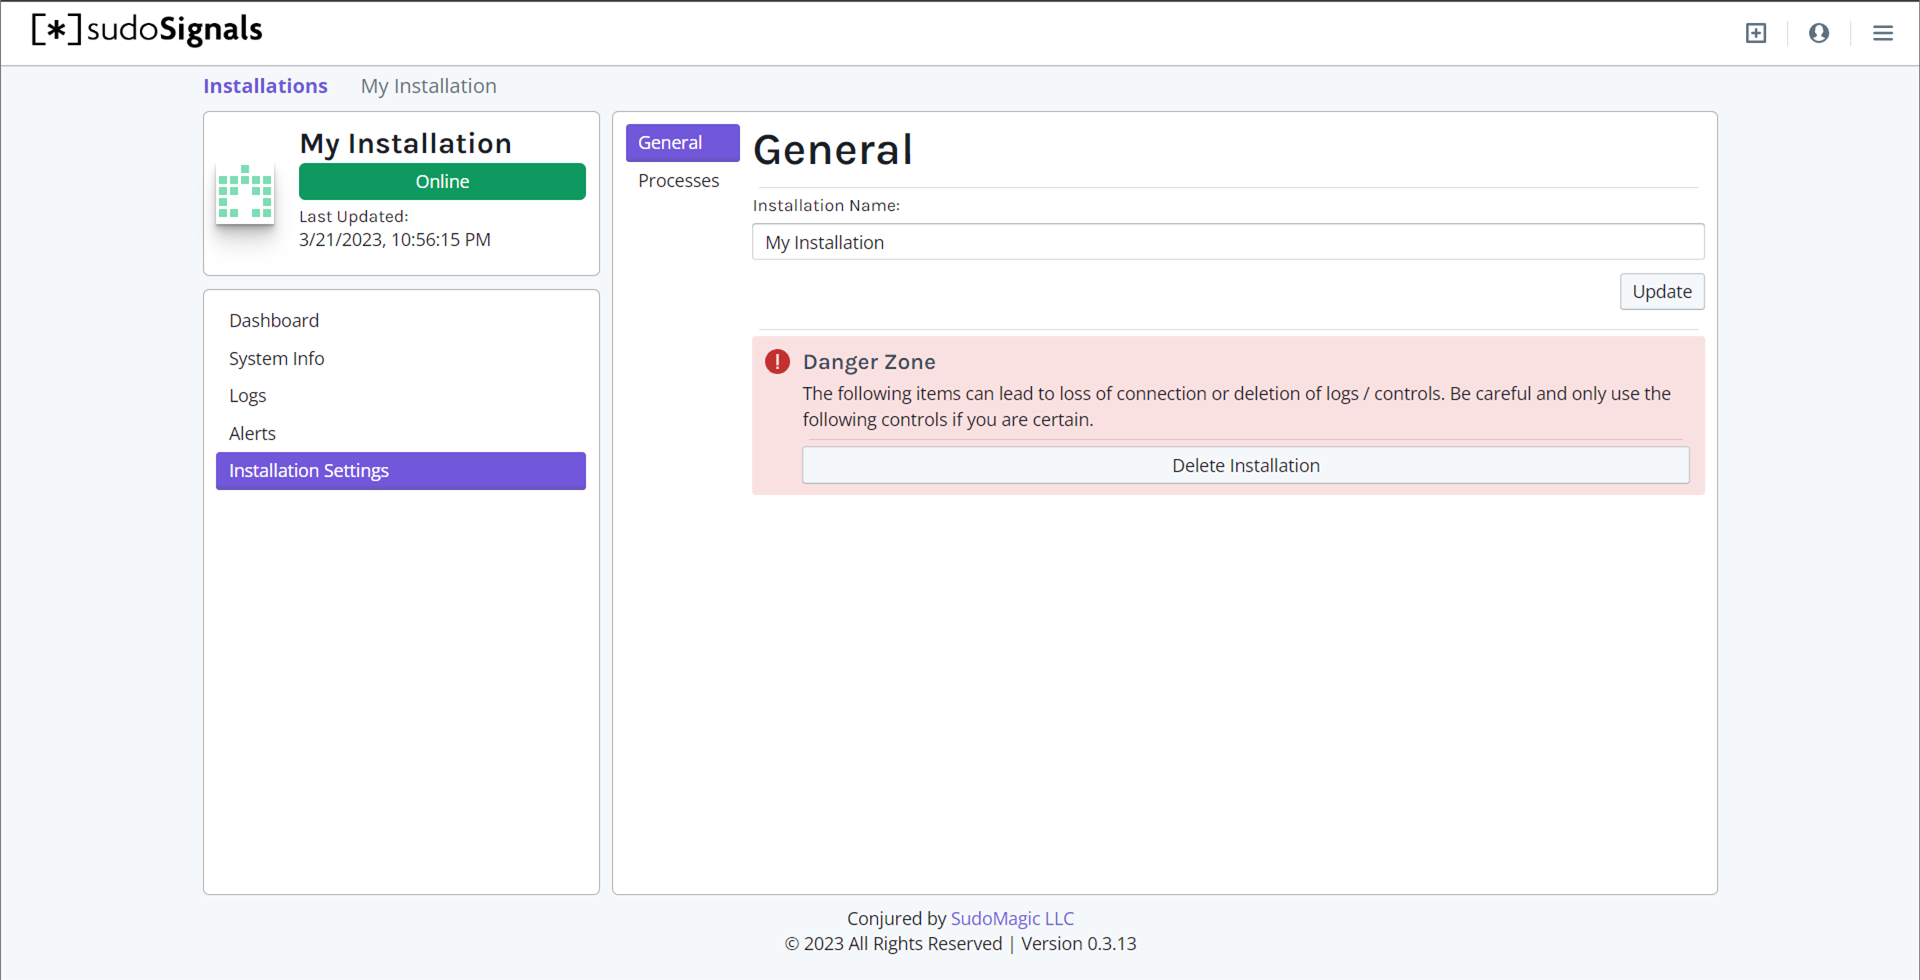 [*]sudoSignals
Installations My Installation
My Installation
Online
Last Updated:
3/21/2023, 10:56:15 PM
Dashboard
System Info
Logs
Alerts
Installation Settings
General
Processes
General
Installation Name:
My Installation
Update
Danger Zone
The following items can lead to loss of connection or deletion of logs / controls. Be careful and only use the
following controls if you are certain.
Delete Installation
Conjured by SudoMagic LLC
© 2023 All Rights Reserved | Version 0.3.13